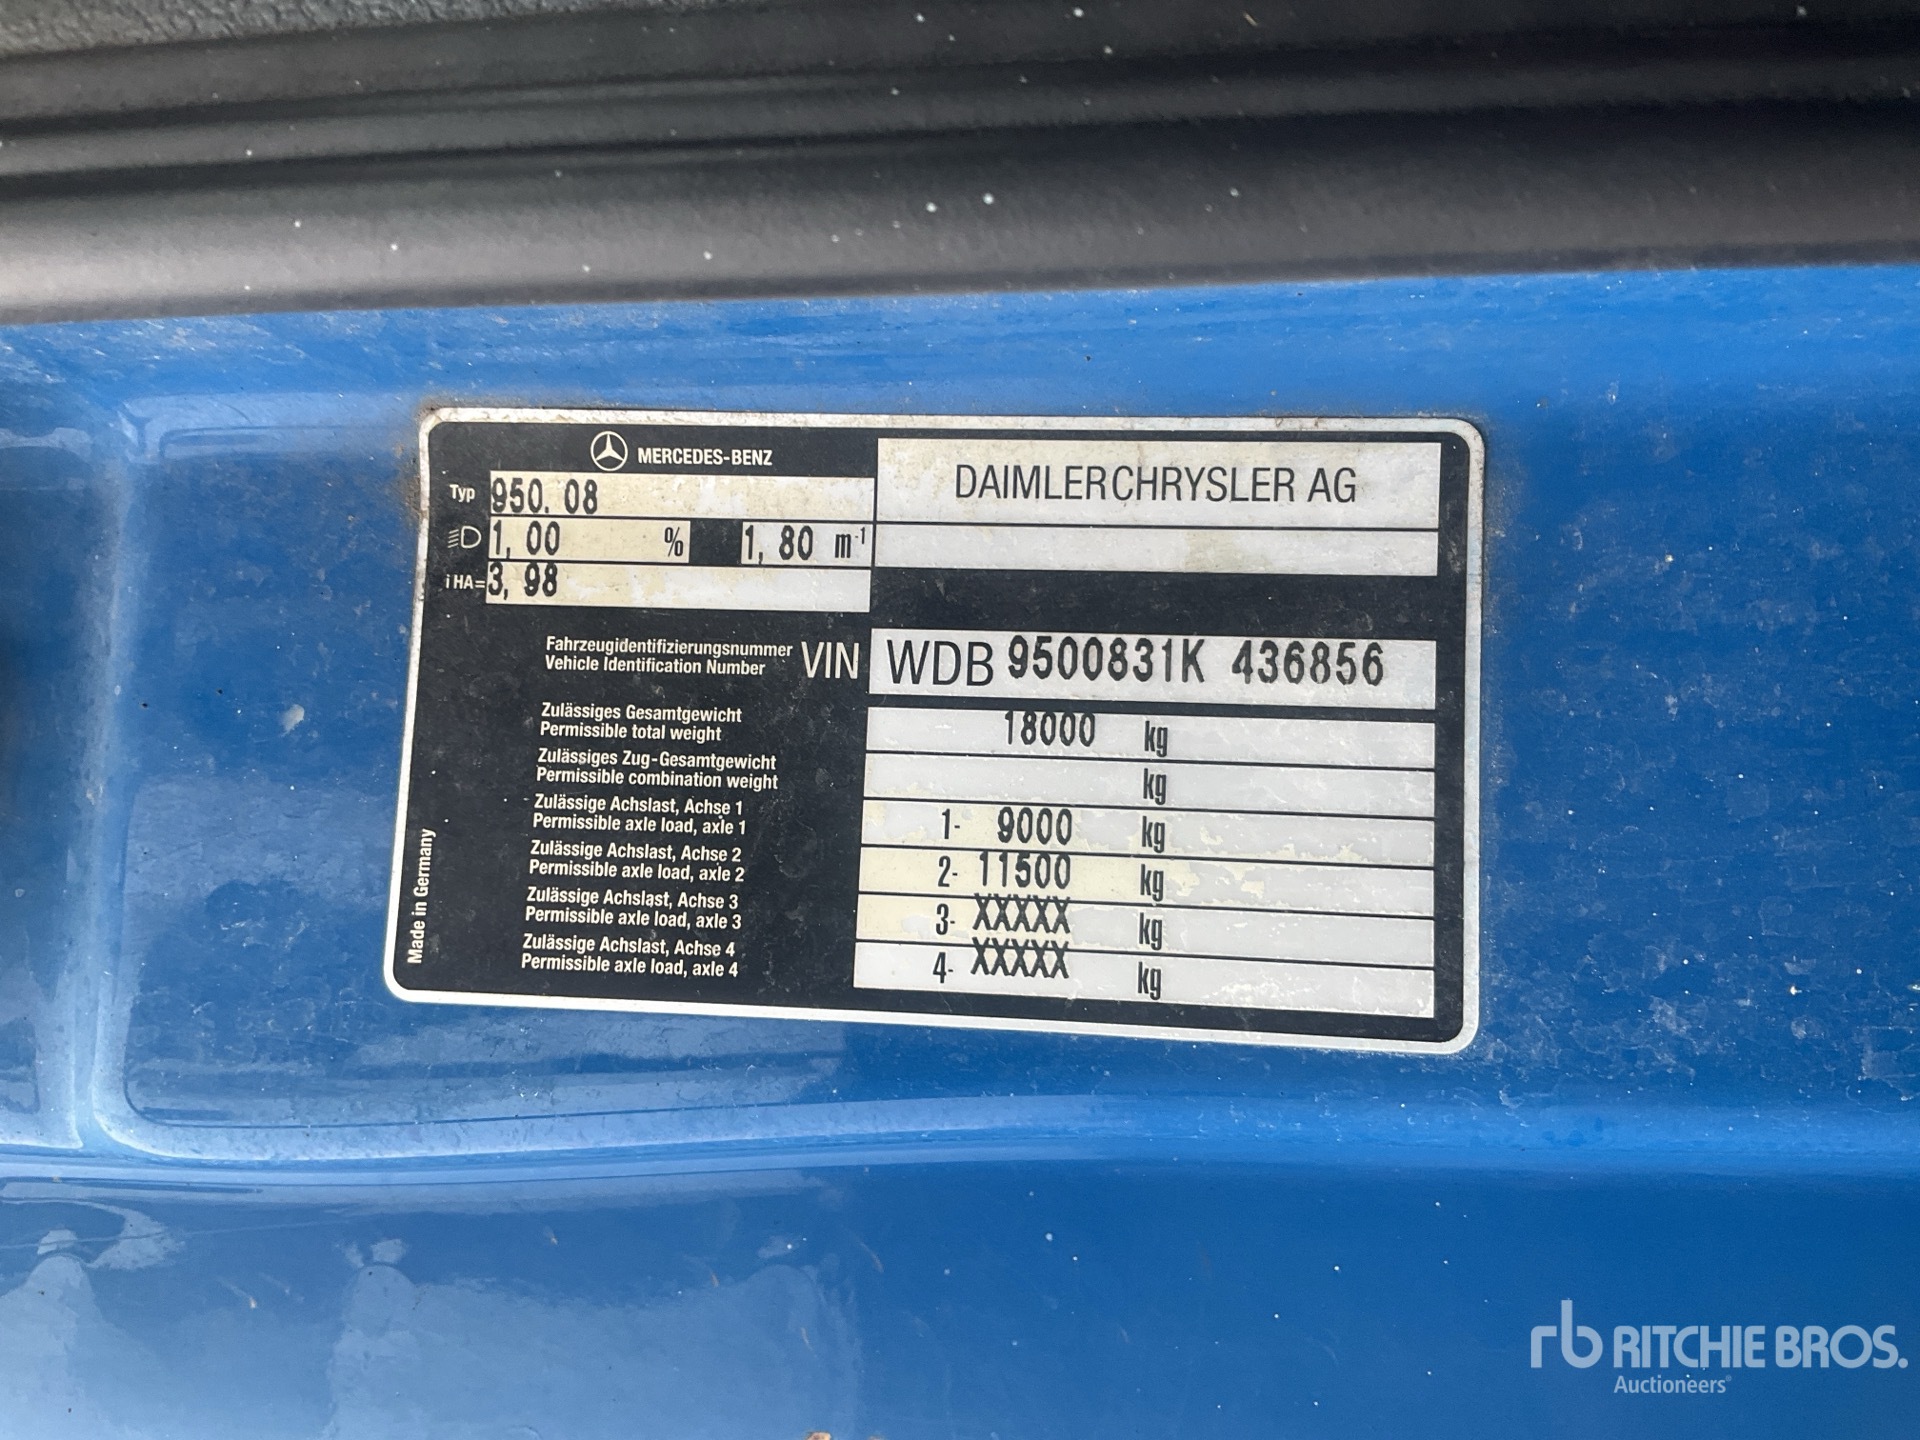 MERCEDES-BENZ
DAIMLERCHRYSLER AG
Typ 950. 08
1, 00 % 1, 80 m-1
i HA= 3, 98
Fahrzeugidentifizierungsnummer
Vehicle Identification Number
VIN WDB 9500831K 436856
Zulässiges Gesamtgewicht
Permissible total weight
18000 kg
Zulässiges Zug-Gesamtgewicht
Permissible combination weight
kg
Zulässige Achslast, Achse 1
Permissible axle load, axle 1
1- 9000 kg
Zulässige Achslast, Achse 2
Permissible axle load, axle 2
2- 11500 kg
Zulässige Achslast, Achse 3
Permissible axle load, axle 3
3- XXXXX kg
Zulässige Achslast, Achse 4
Permissible axle load, axle 4
4- XXXXX kg
Made in Germany
rb RITCHIE BROS.
Auctioneers